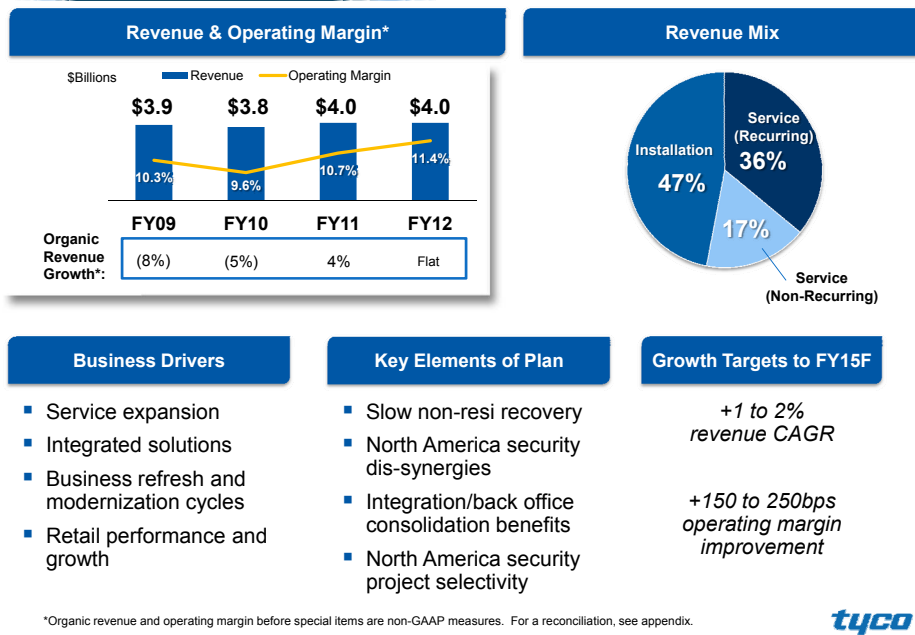 Revenue & Operating Margin*
$Billions
Revenue
Operating Margin
$3.9
$3.8
$4.0
$4.0
10.3%
9.6%
10.7%
11.4%
FY09
FY10
FY11
FY12
Organic
Revenue
Growth*:
(8%)
(5%)
4%
Flat
Revenue Mix
Installation
47%
Service
(Recurring)
36%
17%
Service
(Non-Recurring)
Business Drivers
Service expansion
Integrated solutions
Business refresh and
modernization cycles
Retail performance and
growth
Key Elements of Plan
Slow non-resi recovery
North America security
dis-synergies
Integration/back office
consolidation benefits
North America security
project selectivity
Growth Targets to FY15F
+1 to 2%
revenue CAGR
+150 to 250bps
operating margin
improvement
*Organic revenue and operating margin before special items are non-GAAP measures. For a reconciliation, see appendix.
tyco